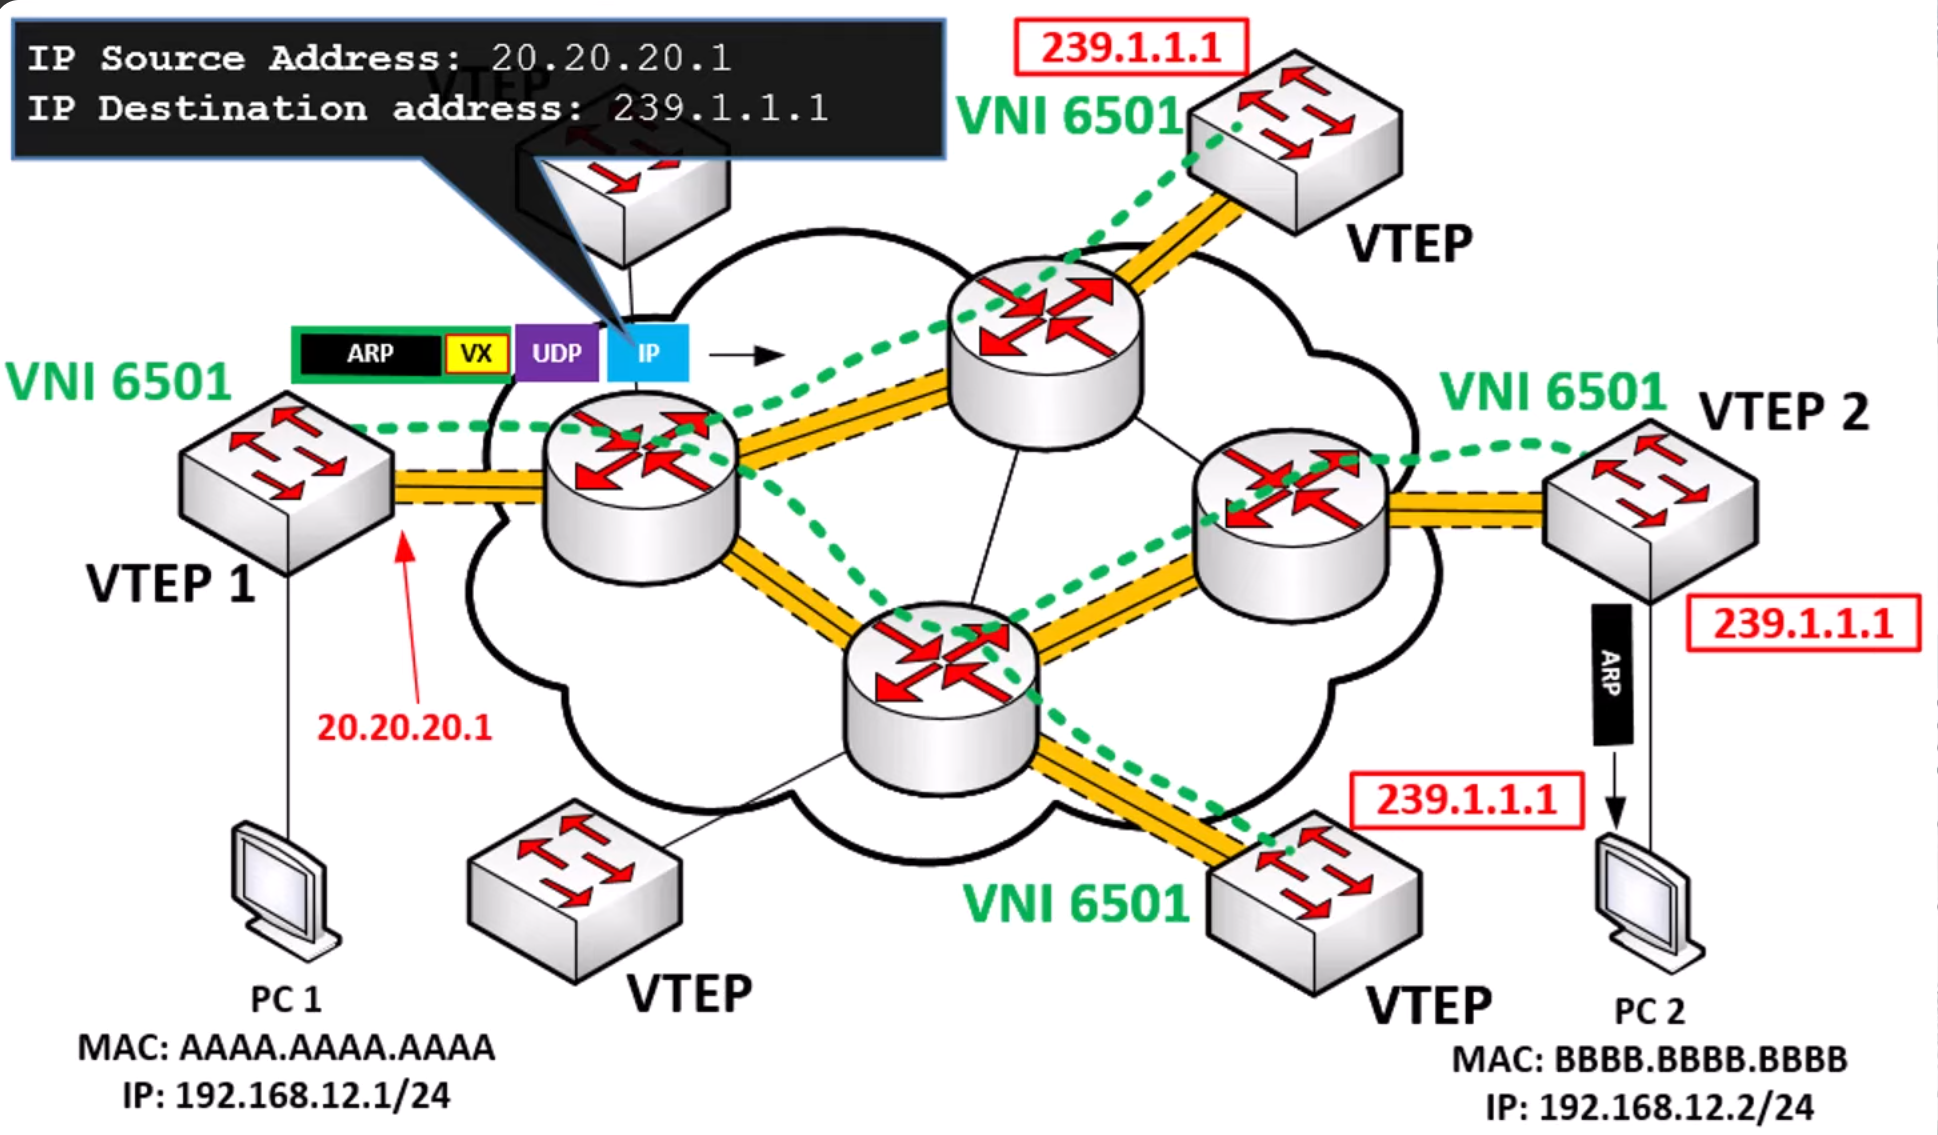 IP Source Address: 20.20.20.1
IP Destination address: 239.1.1.1
VTEP
239.1.1.1
VNI 6501
VTEP
ARP
VX
UDP
IP
VNI 6501
VTEP 1
20.20.20.1
VNI 6501
VTEP 2
239.1.1.1
ARP
239.1.1.1
VNI 6501
VTEP
VTEP
PC 1
MAC: AAAA.AAAA.AAAA
IP: 192.168.12.1/24
PC 2
MAC: BBBB.BBBB.BBBB
IP: 192.168.12.2/24